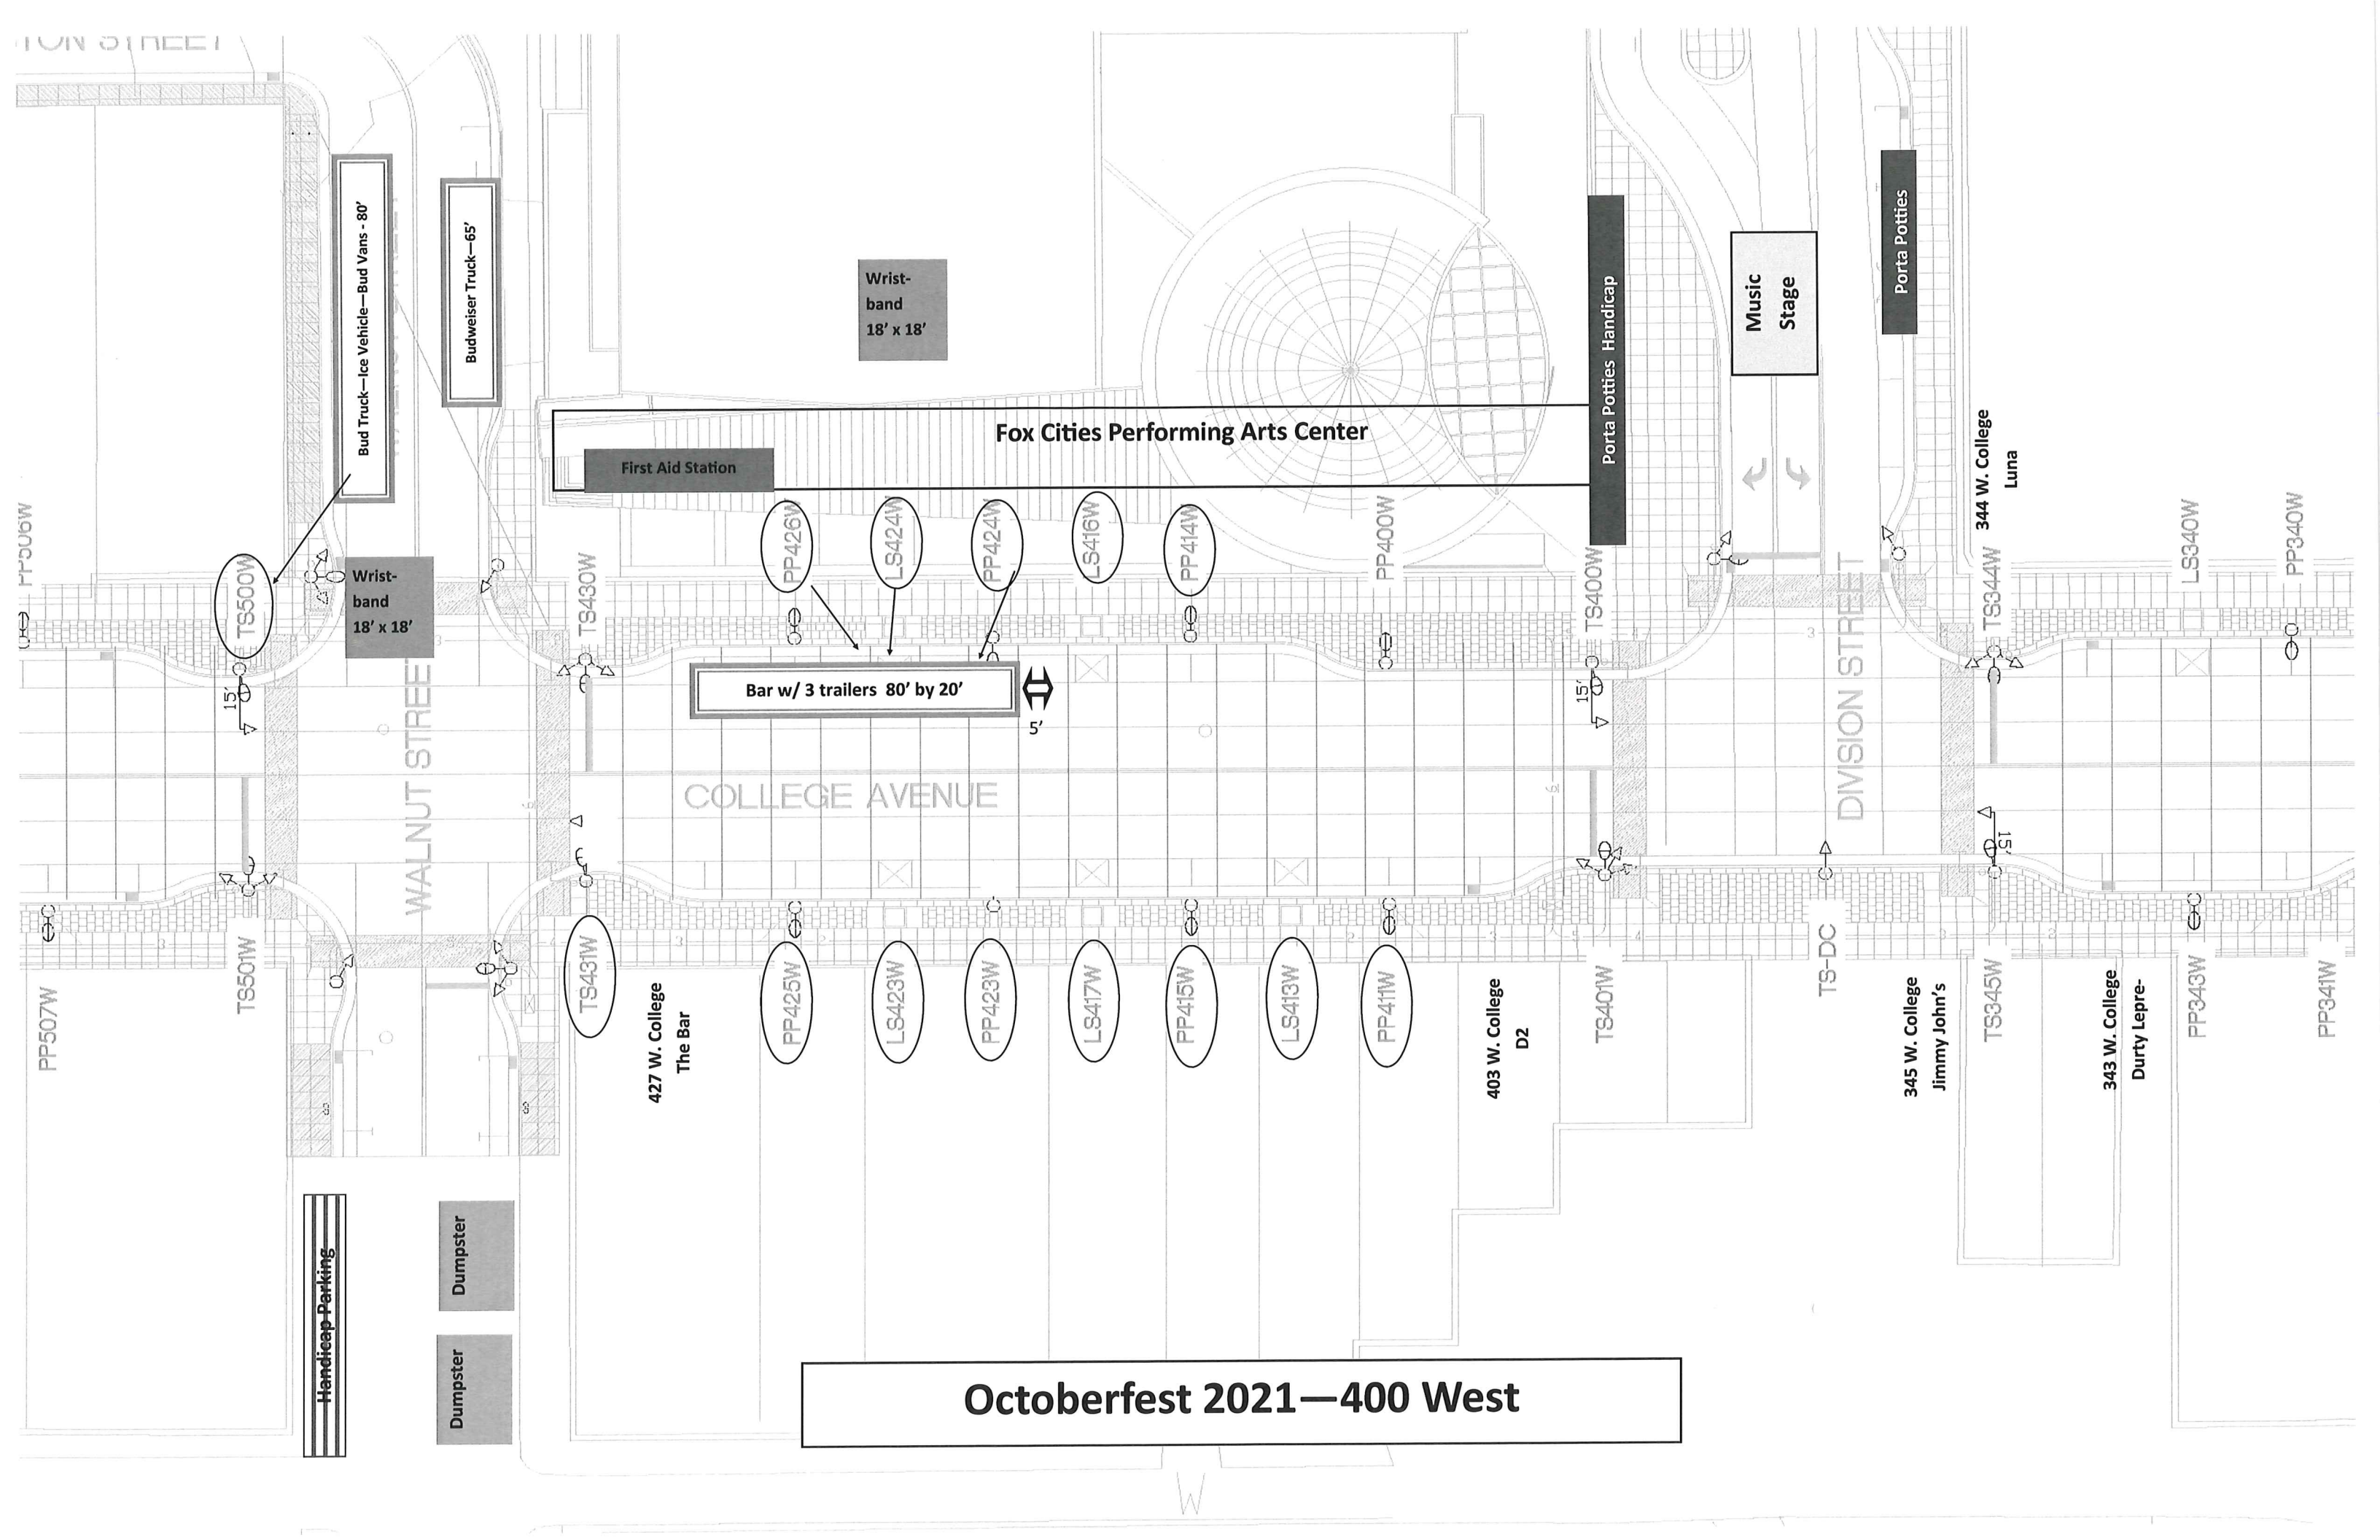 TON STREET
Bud Truck—Ice Vehicle—Bud Vans - 80’
Budweiser Truck—65’
Wrist-
band
18’ x 18’
Porta Potties Handicap
Music
Stage
Porta Potties
Fox Cities Performing Arts Center
First Aid Station
344 W. College
Luna
PP506W
TS500W
Wrist-
band
18’ x 18’
TS430W
PP426W
LS424W
PP424W
LS416W
PP414W
PP400W
TS400W
TS344W
LS340W
PP340W
15'
Bar w/ 3 trailers 80’ by 20’
5’
15'
WALNUT STREET
COLLEGE AVENUE
DIVISION STREET
15'
PP507W
TS501W
TS431W
427 W. College
The Bar
PP425W
LS423W
PP423W
LS417W
PP415W
LS413W
PP411W
403 W. College
D2
TS401W
TS-DC
345 W. College
Jimmy John’s
TS345W
343 W. College
Durty Lepre-
PP343W
PP341W
8
8
Handicap Parking
Dumpster
Dumpster
Octoberfest 2021—400 West
W